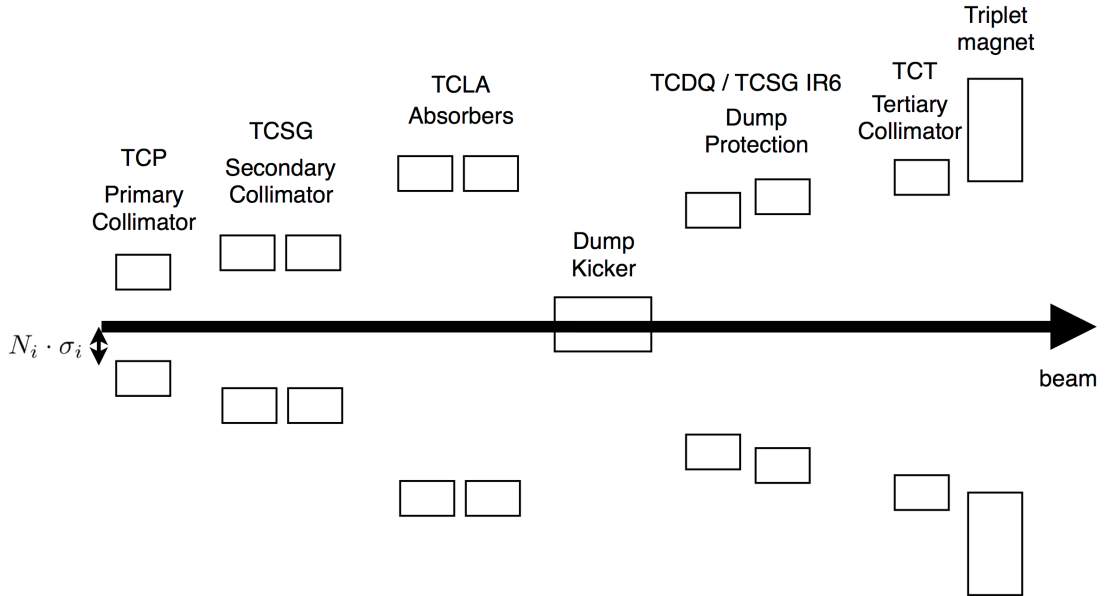 TCP
Primary
Collimator
TCSG
Secondary
Collimator
TCLA
Absorbers
Dump
Kicker
TCDQ / TCSG IR6
Dump
Protection
TCT
Tertiary
Collimator
Triplet
magnet
N_i · σ_i
beam